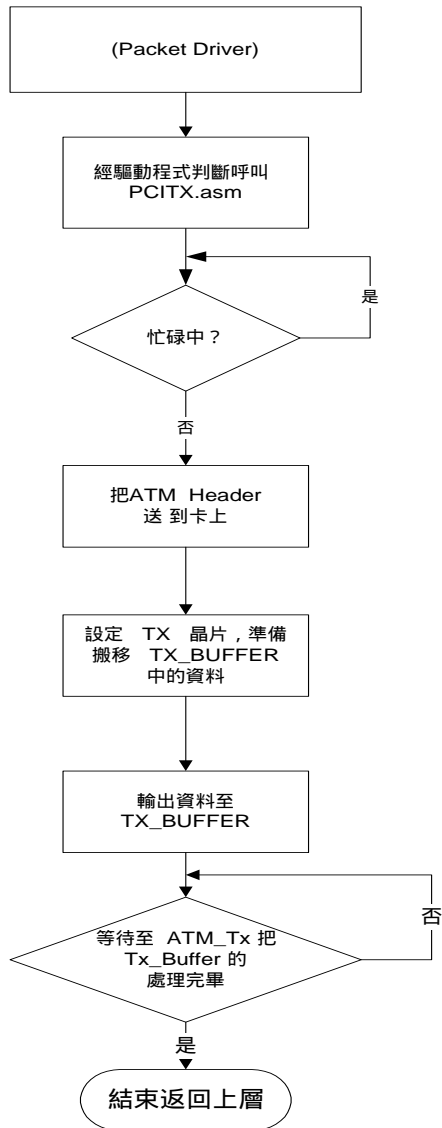 (Packet Driver)
經驅動程式判斷呼叫
PCITX.asm
是
忙碌中？
否
把ATM Header
送 到卡上
設定 TX 晶片，準備
搬移 TX_BUFFER
中的資料
輸出資料至
TX_BUFFER
否
等待至 ATM_Tx 把
Tx_Buffer 的
處理完畢
是
結束返回上層